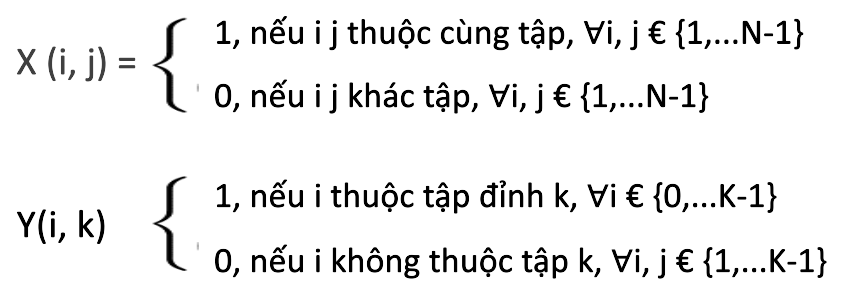 1, nếu i j thuộc cùng tập, ∀i, j € {1,...N-1}
X (i, j) =
0, nếu i j khác tập, ∀i, j € {1,...N-1}
1, nếu i thuộc tập đỉnh k, ∀i € {0,...K-1}
Y(i, k)
0, nếu i không thuộc tập k, ∀i, j € {1,...K-1}